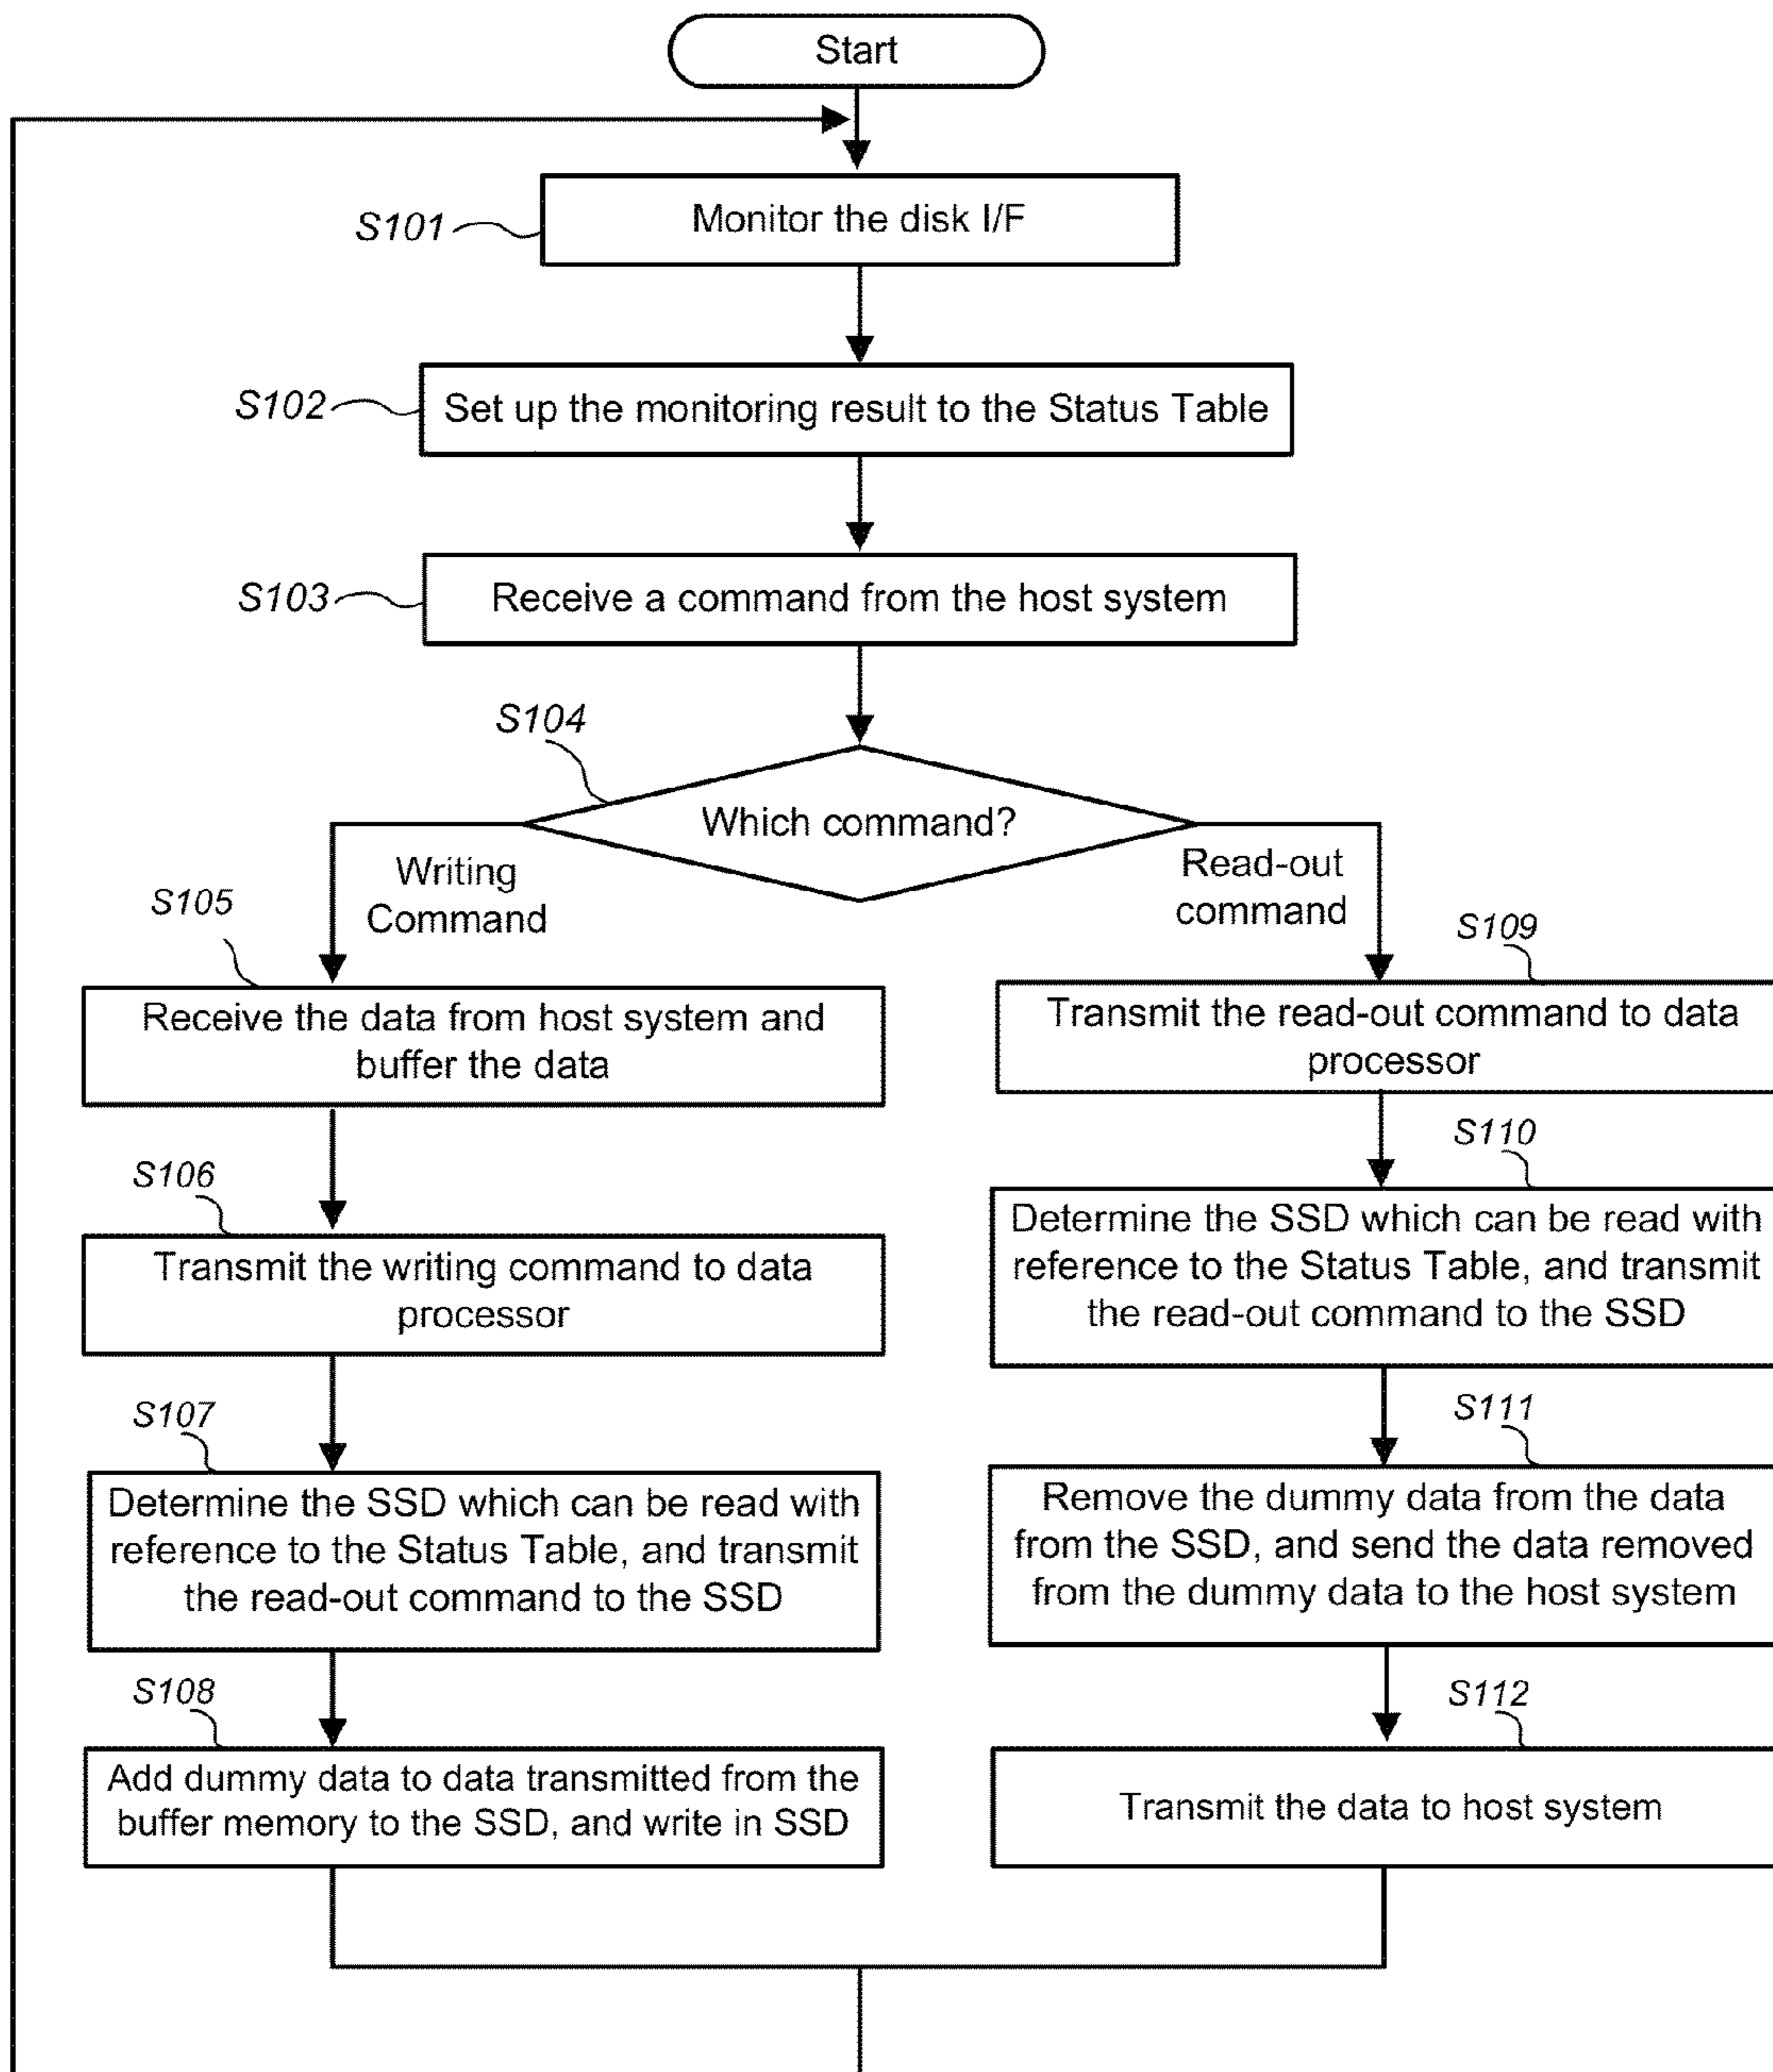 Start
S101
Monitor the disk I/F
S102
Set up the monitoring result to the Status Table
S103
Receive a command from the host system
S104
Which command?
Writing
Command
Read-out
command
S105
Receive the data from host system and
buffer the data
S106
Transmit the writing command to data
processor
S107
Determine the SSD which can be read with
reference to the Status Table, and transmit
the read-out command to the SSD
S108
Add dummy data to data transmitted from the
buffer memory to the SSD, and write in SSD
S109
Transmit the read-out command to data
processor
S110
Determine the SSD which can be read with
reference to the Status Table, and transmit
the read-out command to the SSD
S111
Remove the dummy data from the data
from the SSD, and send the data removed
from the dummy data to the host system
S112
Transmit the data to host system